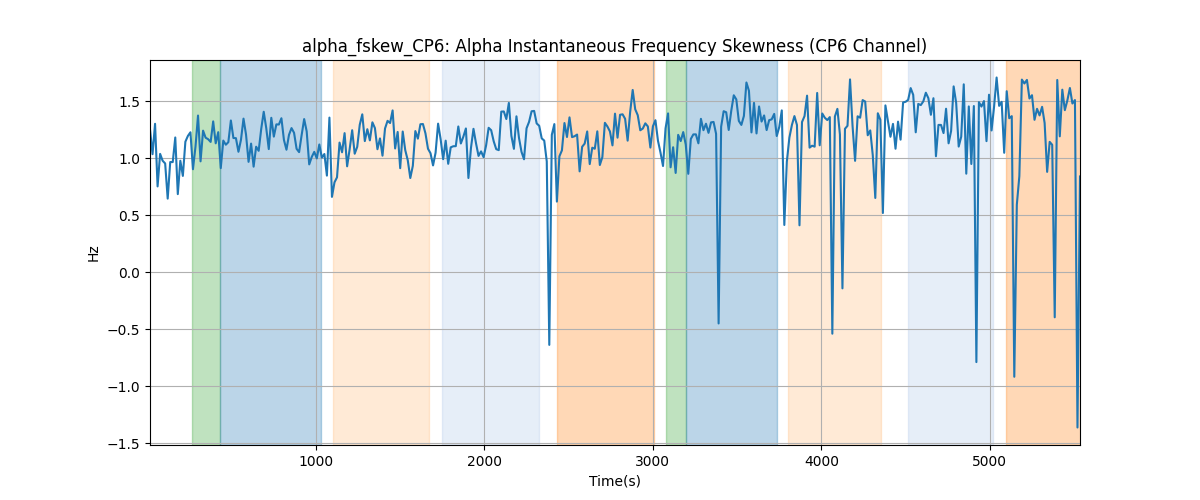 alpha_fskew_CP6: Alpha Instantaneous Frequency Skewness (CP6 Channel)
1.5
1.0
0.5
0.0
−0.5
−1.0
−1.5
Hz
1000 2000 3000 4000 5000
Time(s)